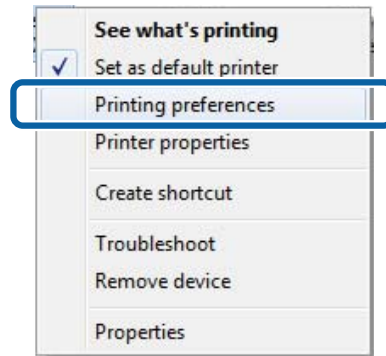 See what's printing
Set as default printer
Printing preferences
Printer properties
Create shortcut
Troubleshoot
Remove device
Properties